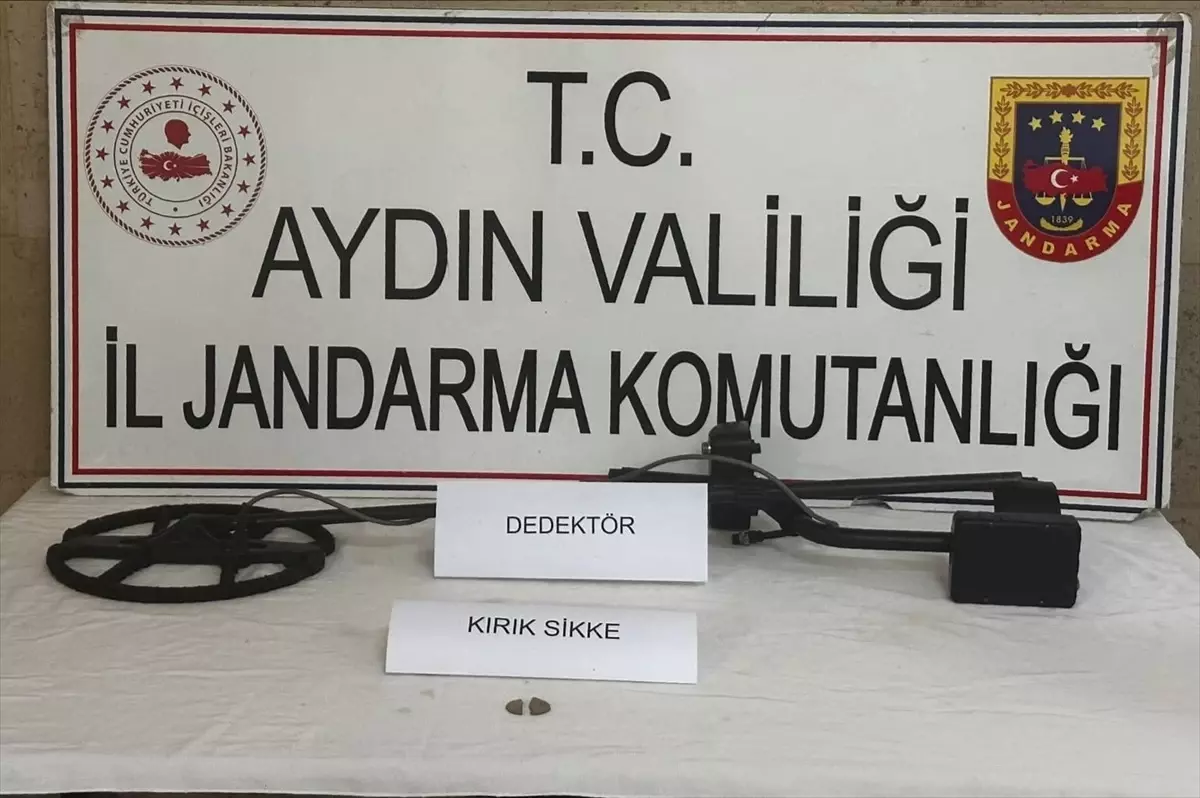 T.C.
AYDIN VALİLİĞİ
İL JANDARMA KOMUTANLIĞI
TÜRKİYE CUMHURİYETİ İÇİŞLERİ BAKANLIĞI
1839
JANDARMA
DEDEKTÖR
KIRIK SİKKE